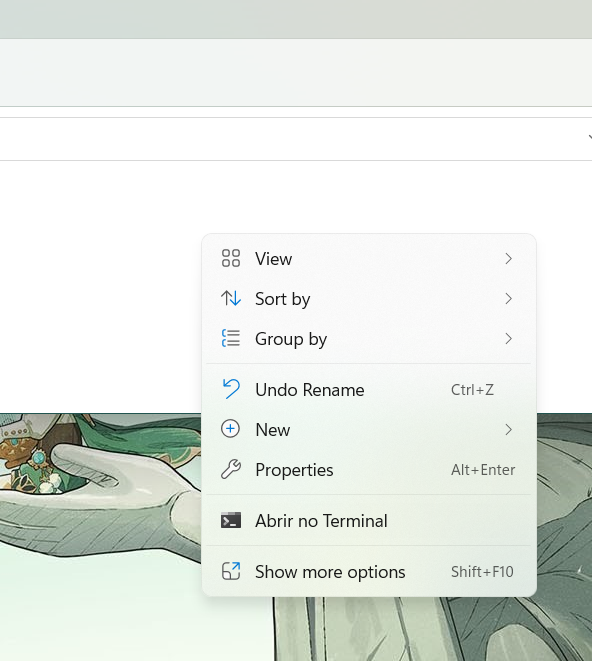 View
Sort by
Group by
Undo Rename Ctrl+Z
New
Properties Alt+Enter
Abrir no Terminal
Show more options Shift+F10